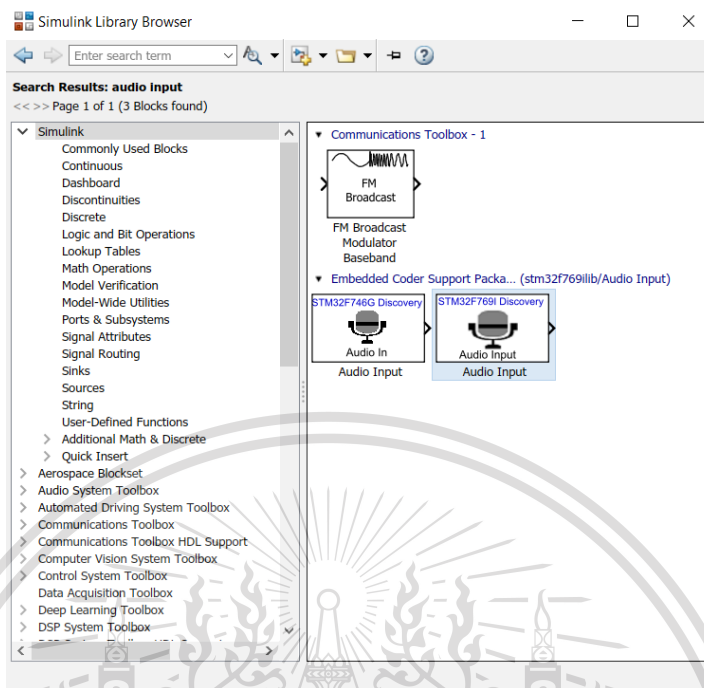 Simulink Library Browser
Enter search term
Search Results: audio input
<< >> Page 1 of 1 (3 Blocks found)
Simulink
Commonly Used Blocks
Continuous
Dashboard
Discontinuities
Discrete
Logic and Bit Operations
Lookup Tables
Math Operations
Model Verification
Model-Wide Utilities
Ports & Subsystems
Signal Attributes
Signal Routing
Sinks
Sources
String
User-Defined Functions
Additional Math & Discrete
Quick Insert
Aerospace Blockset
Audio System Toolbox
Automated Driving System Toolbox
Communications Toolbox
Communications Toolbox HDL Support
Computer Vision System Toolbox
Control System Toolbox
Data Acquisition Toolbox
Deep Learning Toolbox
DSP System Toolbox
Communications Toolbox - 1
FM
Broadcast
FM Broadcast
Modulator
Baseband
Embedded Coder Support Packa... (stm32f769ilib/Audio Input)
STM32F746G Discovery
Audio In
Audio Input
STM32F769I Discovery
Audio Input
Audio Input